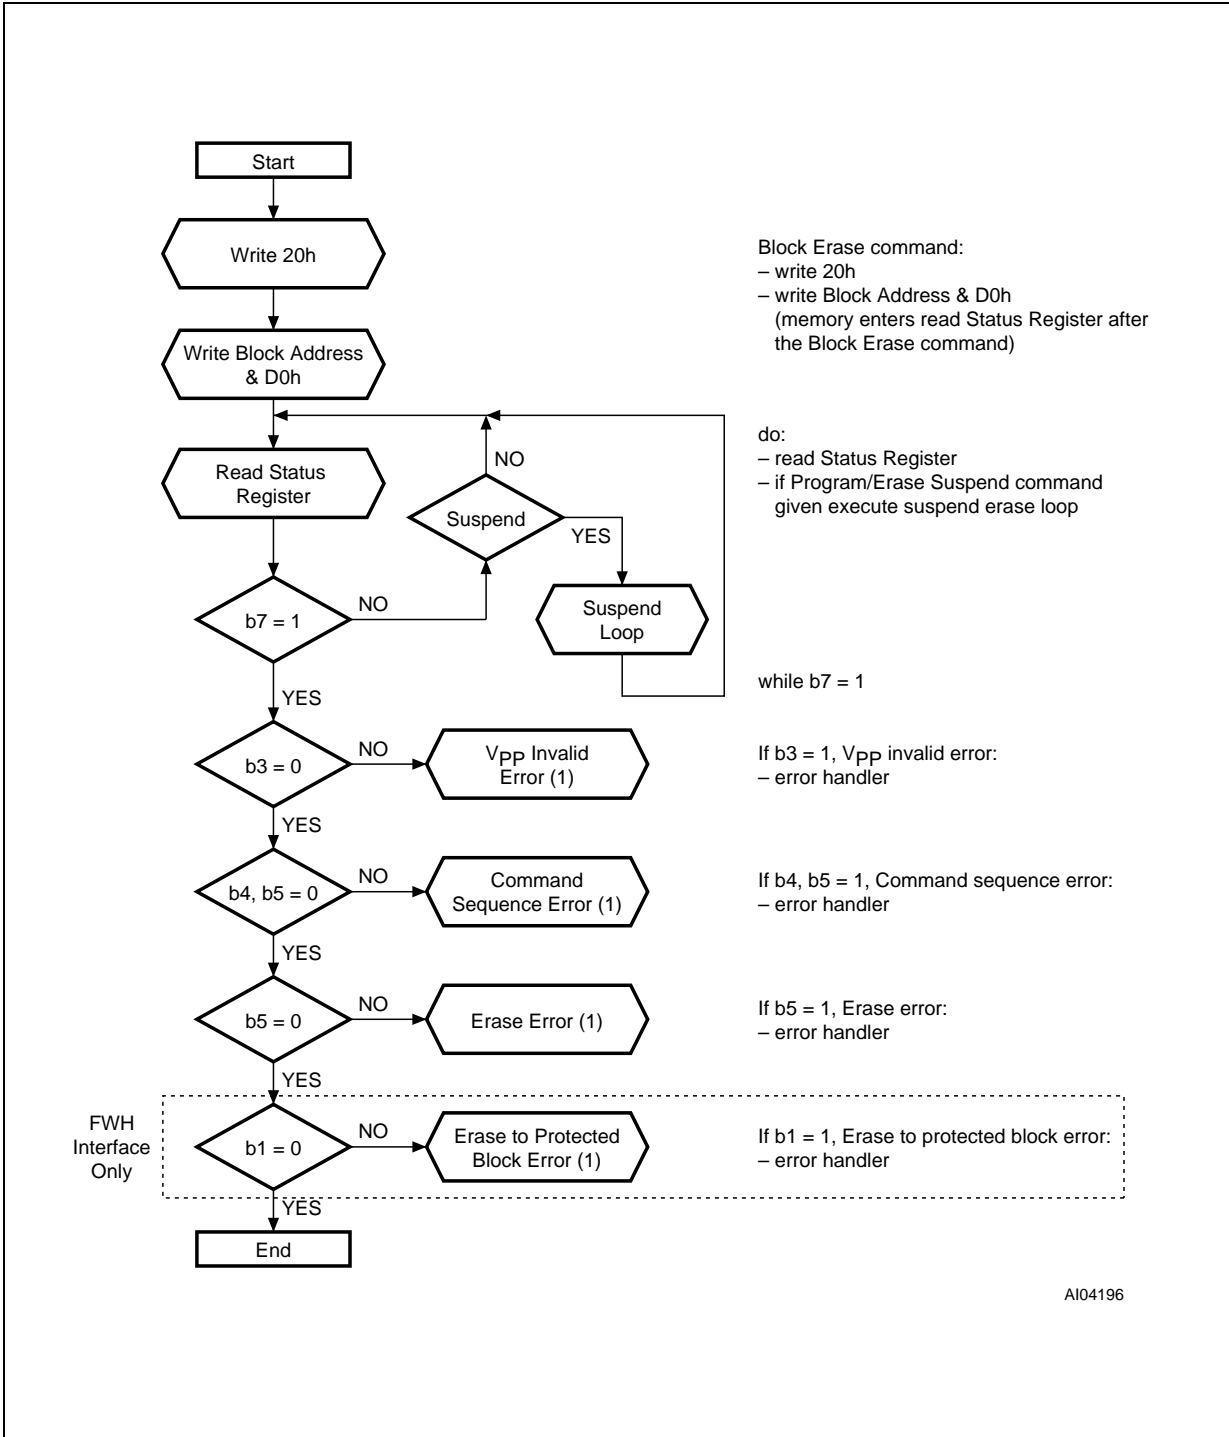 Start
Write 20h
Block Erase command:
– write 20h
– write Block Address & D0h
(memory enters read Status Register after
the Block Erase command)
Write Block Address
& D0h
do:
– read Status Register
– if Program/Erase Suspend command
given execute suspend erase loop
Read Status
Register
NO
Suspend
YES
Suspend
Loop
b7 = 1
NO
while b7 = 1
YES
b3 = 0
NO
VPP Invalid
Error (1)
If b3 = 1, VPP invalid error:
– error handler
YES
b4, b5 = 0
NO
Command
Sequence Error (1)
If b4, b5 = 1, Command sequence error:
– error handler
YES
b5 = 0
NO
Erase Error (1)
If b5 = 1, Erase error:
– error handler
YES
FWH
Interface
Only
b1 = 0
NO
Erase to Protected
Block Error (1)
If b1 = 1, Erase to protected block error:
– error handler
YES
End
AI04196